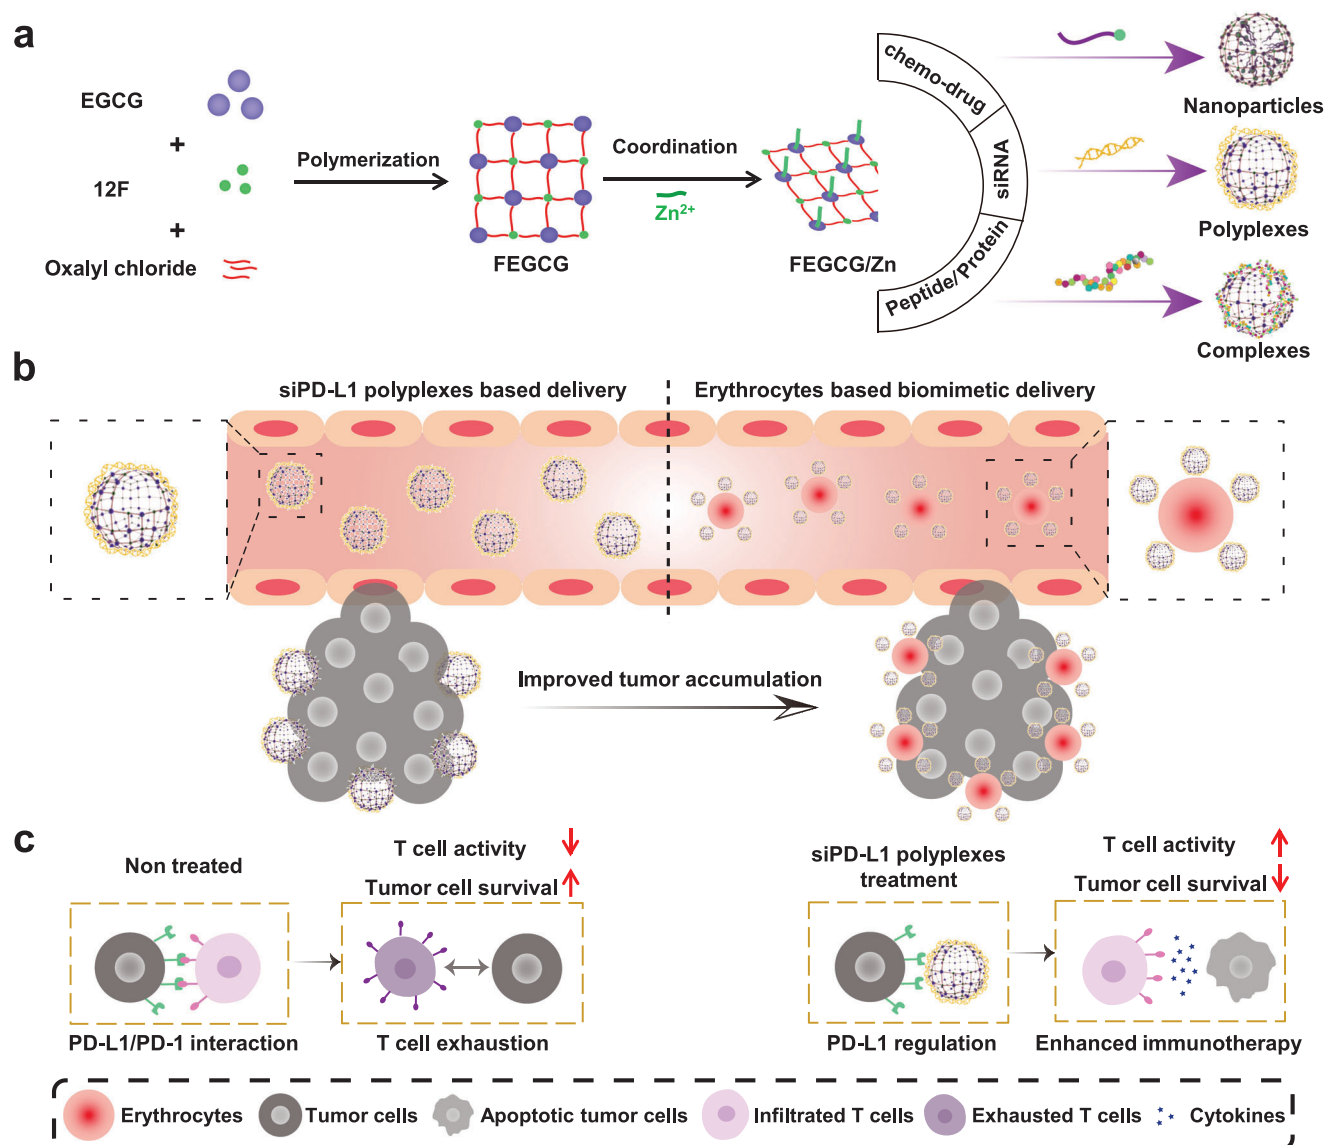 a
EGCG
+
12F
+
Oxalyl chloride
Polymerization
FEGCG
Coordination
Zn²⁺
FEGCG/Zn
chemo-drug
siRNA
Peptide/Protein
Nanoparticles
Polyplexes
Complexes
b
siPD-L1 polyplexes based delivery
Erythrocytes based biomimetic delivery
Improved tumor accumulation
c
Non treated
T cell activity
Tumor cell survival
PD-L1/PD-1 interaction
T cell exhaustion
siPD-L1 polyplexes
treatment
T cell activity
Tumor cell survival
PD-L1 regulation
Enhanced immunotherapy
Erythrocytes
Tumor cells
Apoptotic tumor cells
Infiltrated T cells
Exhausted T cells
Cytokines